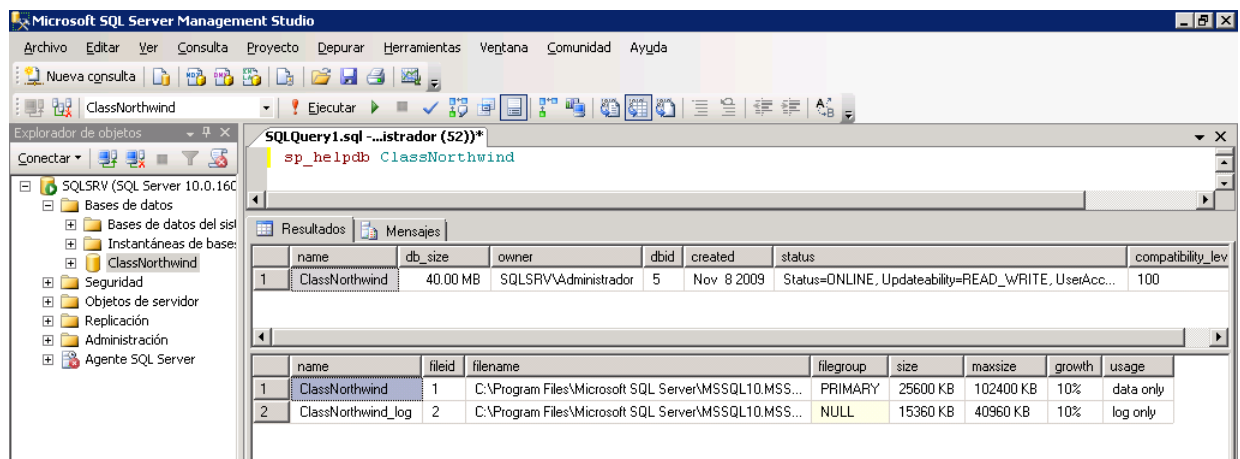 Microsoft SQL Server Management Studio
Archivo Editar Ver Consulta Proyecto Depurar Herramientas Ventana Comunidad Ayuda
Nueva consulta
ClassNorthwind Ejecutar
Explorador de objetos
Conectar
SQLSRV (SQL Server 10.0.160
Bases de datos
Bases de datos del sist
Instantáneas de bases
ClassNorthwind
Seguridad
Objetos de servidor
Replicación
Administración
Agente SQL Server
SQLQuery1.sql -...istrador (52))*
sp_helpdb ClassNorthwind
Resultados Mensajes
name db_size owner dbid created status compatibility_lev
1 ClassNorthwind 40.00 MB SQLSRV\Administrador 5 Nov 8 2009 Status=ONLINE, Updateability=READ_WRITE, UserAcc... 100
name fileid filename filegroup size maxsize growth usage
1 ClassNorthwind 1 C:\Program Files\Microsoft SQL Server\MSSQL10.MSS... PRIMARY 25600 KB 102400 KB 10% data only
2 ClassNorthwind_log 2 C:\Program Files\Microsoft SQL Server\MSSQL10.MSS... NULL 15360 KB 40960 KB 10% log only